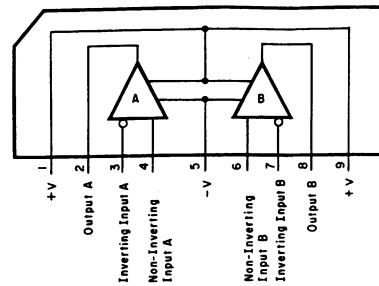 A
B
1
2
3
4
5
6
7
8
9
+V
Output A
Inverting Input A
Non-Inverting
Input A
-V
Non-Inverting
Input B
Inverting Input B
Output B
+V